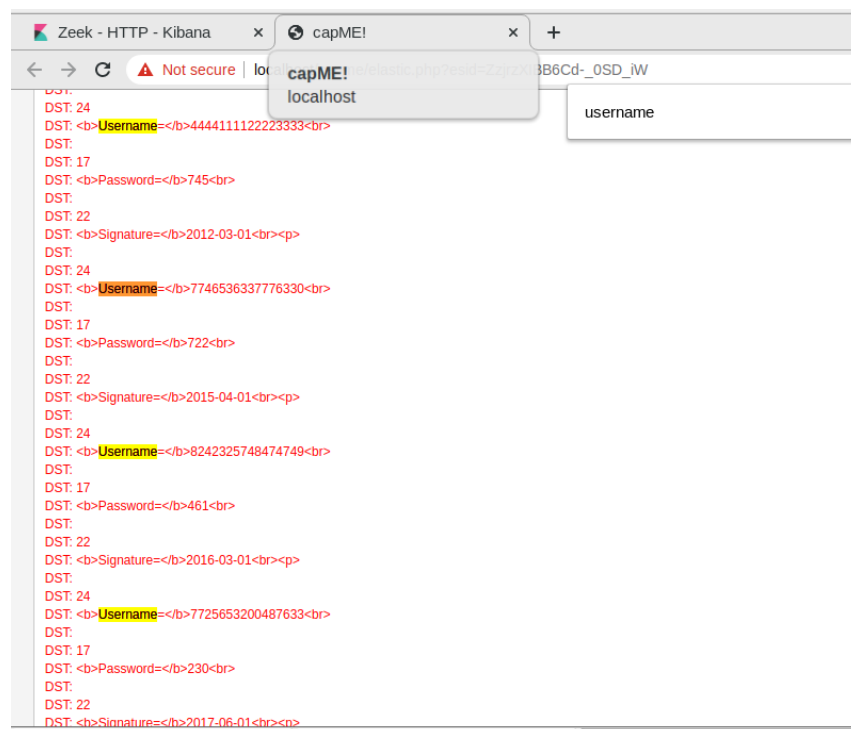 Zeek - HTTP - Kibana
capME!
Not secure
capME!
localhost
username
DST:
DST: 24
DST: <b>Username=</b>4444111122223333<br>
DST:
DST: 17
DST: <b>Password=</b>745<br>
DST:
DST: 22
DST: <b>Signature=</b>2012-03-01<br><p>
DST:
DST: 24
DST: <b>Username=</b>7746536337776330<br>
DST:
DST: 17
DST: <b>Password=</b>722<br>
DST:
DST: 22
DST: <b>Signature=</b>2015-04-01<br><p>
DST:
DST: 24
DST: <b>Username=</b>8242325748474749<br>
DST:
DST: 17
DST: <b>Password=</b>461<br>
DST:
DST: 22
DST: <b>Signature=</b>2016-03-01<br><p>
DST:
DST: 24
DST: <b>Username=</b>7725653200487633<br>
DST:
DST: 17
DST: <b>Password=</b>230<br>
DST:
DST: 22
DST: <b>Signature=</b>2017-06-01<br><p>